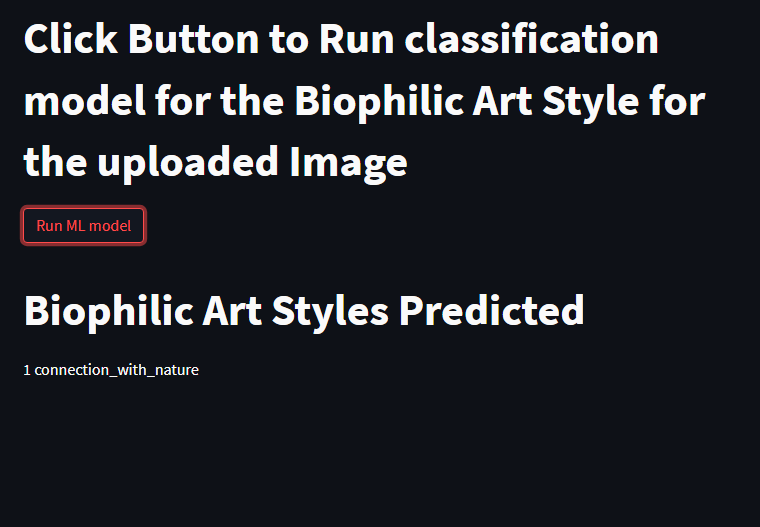 Click Button to Run classification
model for the Biophilic Art Style for
the uploaded Image
Run ML model
Biophilic Art Styles Predicted
1 connection_with_nature